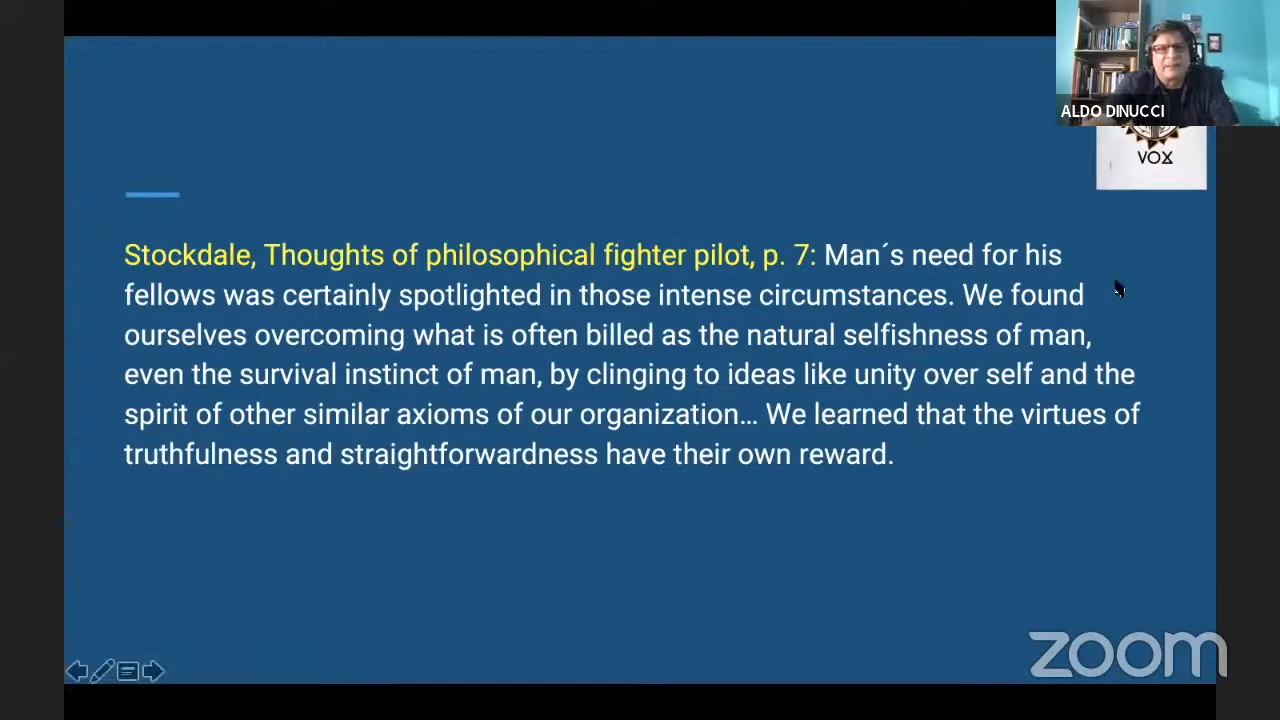 ALDO DINUCCI
VOX
Stockdale, Thoughts of philosophical fighter pilot, p. 7: Man´s need for his
fellows was certainly spotlighted in those intense circumstances. We found
ourselves overcoming what is often billed as the natural selfishness of man,
even the survival instinct of man, by clinging to ideas like unity over self and the
spirit of other similar axioms of our organization… We learned that the virtues of
truthfulness and straightforwardness have their own reward.
zoom